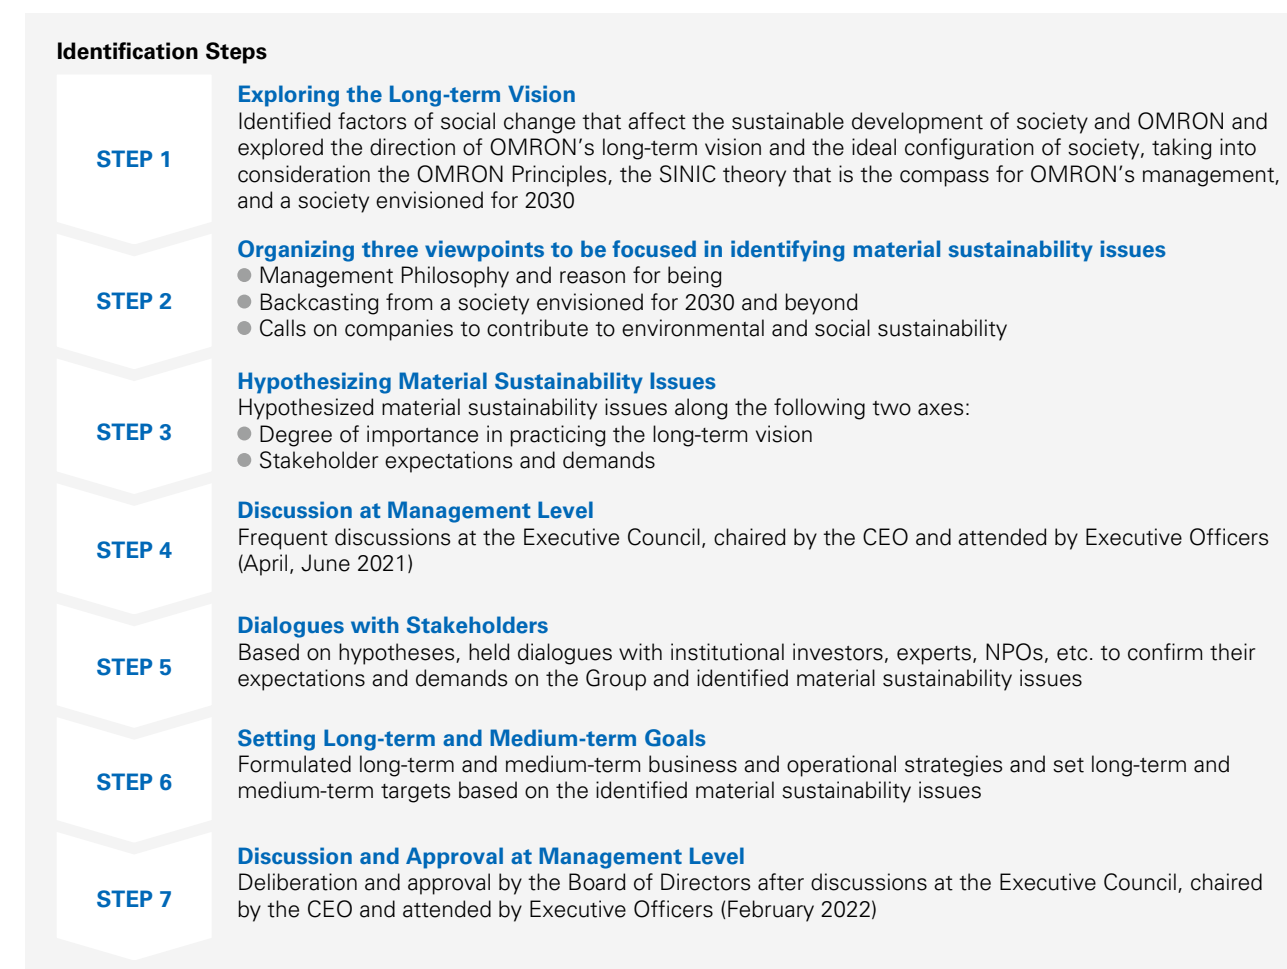 Identification Steps
STEP 1
Exploring the Long-term Vision
Identified factors of social change that affect the sustainable development of society and OMRON and
explored the direction of OMRON's long-term vision and the ideal configuration of society, taking into
consideration the OMRON Principles, the SINIC theory that is the compass for OMRON's management,
and a society envisioned for 2030
STEP 2
Organizing three viewpoints to be focused in identifying material sustainability issues
● Management Philosophy and reason for being
● Backcasting from a society envisioned for 2030 and beyond
● Calls on companies to contribute to environmental and social sustainability
STEP 3
Hypothesizing Material Sustainability Issues
Hypothesized material sustainability issues along the following two axes:
● Degree of importance in practicing the long-term vision
● Stakeholder expectations and demands
STEP 4
Discussion at Management Level
Frequent discussions at the Executive Council, chaired by the CEO and attended by Executive Officers
(April, June 2021)
STEP 5
Dialogues with Stakeholders
Based on hypotheses, held dialogues with institutional investors, experts, NPOs, etc. to confirm their
expectations and demands on the Group and identified material sustainability issues
STEP 6
Setting Long-term and Medium-term Goals
Formulated long-term and medium-term business and operational strategies and set long-term and
medium-term targets based on the identified material sustainability issues
STEP 7
Discussion and Approval at Management Level
Deliberation and approval by the Board of Directors after discussions at the Executive Council, chaired
by the CEO and attended by Executive Officers (February 2022)